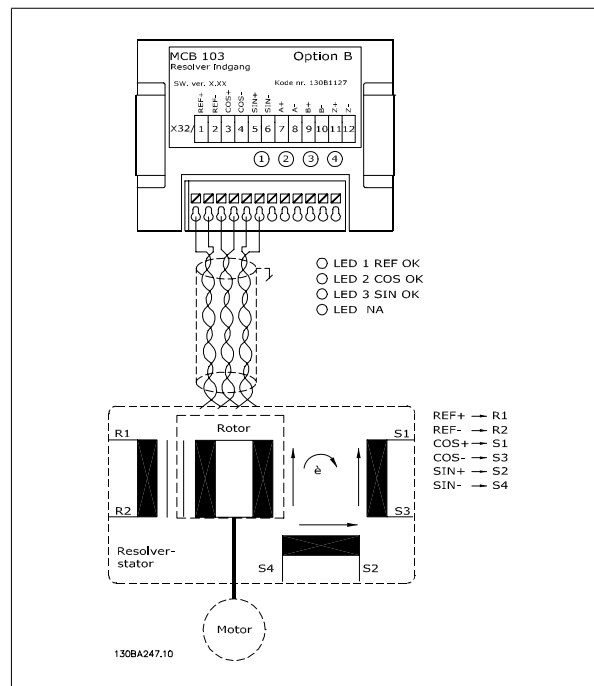 MCB 103 Option B
Resolver Indgang
SW. ver. X.XX Kode nr. 130B1127
REF+ REF- COS+ COS- SIN+ SIN- A+ A- B+ B- Z+ Z-
X32/ 1 2 3 4 5 6 7 8 9 10 11 12
1 2 3 4
LED 1 REF OK
LED 2 COS OK
LED 3 SIN OK
LED NA
REF+ → R1
REF- → R2
COS+ → S1
COS- → S3
SIN+ → S2
SIN- → S4
Rotor
R1
S1
è
R2
S3
Resolver-
stator
S4
S2
Motor
130BA247.10